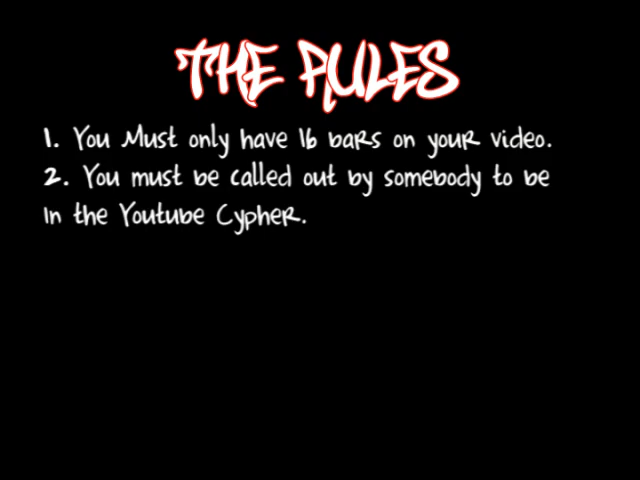 THE RULES
1. You Must only have 16 bars on your video.
2. You must be called out by somebody to be
in the Youtube Cypher.